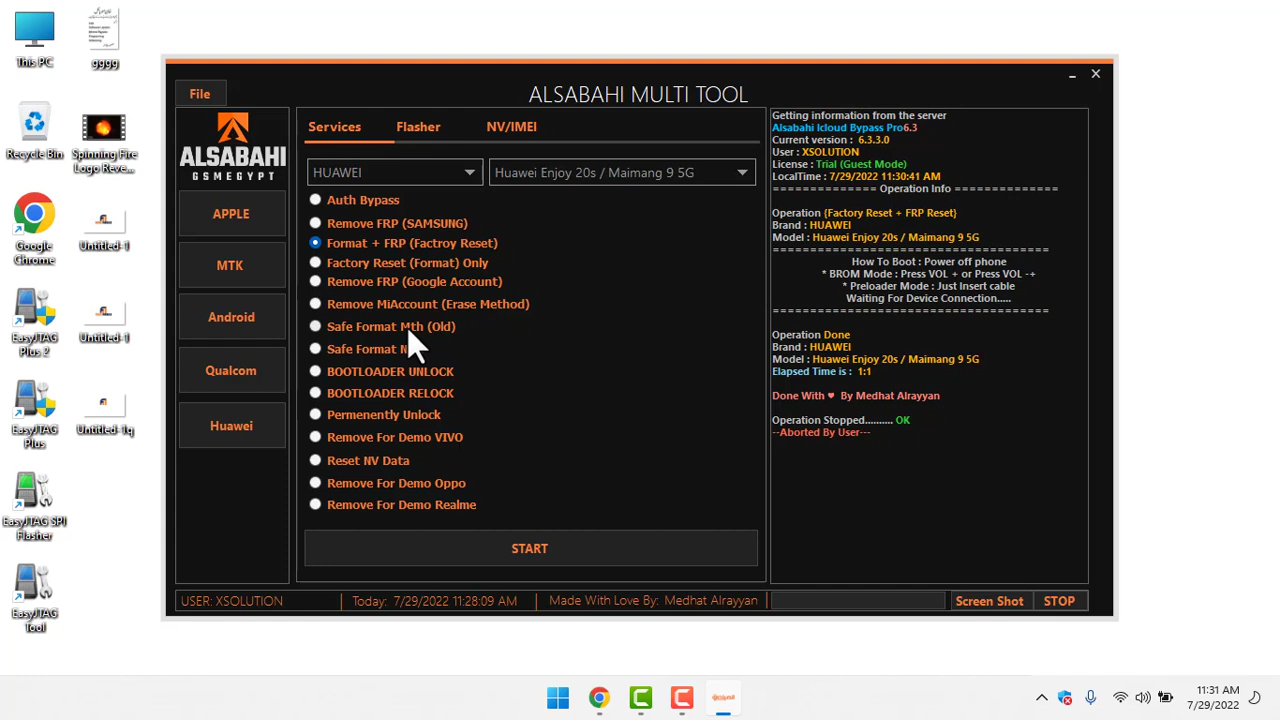 This PC
gggg
Recycle Bin
Spinning Fire
Logo Reve...
Google
Chrome
Untitled-1
EasyJTAG
Plus 2
Untitled-1
EasyJTAG
Plus
Untitled-1q
EasyJTAG SPI
Flasher
EasyJTAG
Tool
File
ALSABAHI MULTI TOOL
ALSABAHI
GSMEGYPT
APPLE
MTK
Android
Qualcom
Huawei
Services
Flasher
NV/IMEI
HUAWEI
Huawei Enjoy 20s / Maimang 9 5G
Auth Bypass
Remove FRP (SAMSUNG)
Format + FRP (Factroy Reset)
Factory Reset (Format) Only
Remove FRP (Google Account)
Remove MiAccount (Erase Method)
Safe Format Mth (Old)
Safe Format
BOOTLOADER UNLOCK
BOOTLOADER RELOCK
Permenently Unlock
Remove For Demo VIVO
Reset NV Data
Remove For Demo Oppo
Remove For Demo Realme
START
Getting information from the server
Alsabahi Icloud Bypass Pro6.3
Current version : 6.3.3.0
User : XSOLUTION
License : Trial (Guest Mode)
LocalTime : 7/29/2022 11:30:41 AM
============== Operation Info ==============
Operation {Factory Reset + FRP Reset}
Brand : HUAWEI
Model : Huawei Enjoy 20s / Maimang 9 5G
==========================================
How To Boot : Power off phone
* BROM Mode : Press VOL + or Press VOL -+
* Preloader Mode : Just Insert cable
Waiting For Device Connection.....
==========================================
Operation Done
Brand : HUAWEI
Model : Huawei Enjoy 20s / Maimang 9 5G
Elapsed Time is : 1:1
Done With ♥ By Medhat Alrayyan
Operation Stopped.......... OK
--Aborted By User---
USER: XSOLUTION
Today: 7/29/2022 11:28:09 AM
Made With Love By: Medhat Alrayyan
Screen Shot
STOP
11:31 AM
7/29/2022